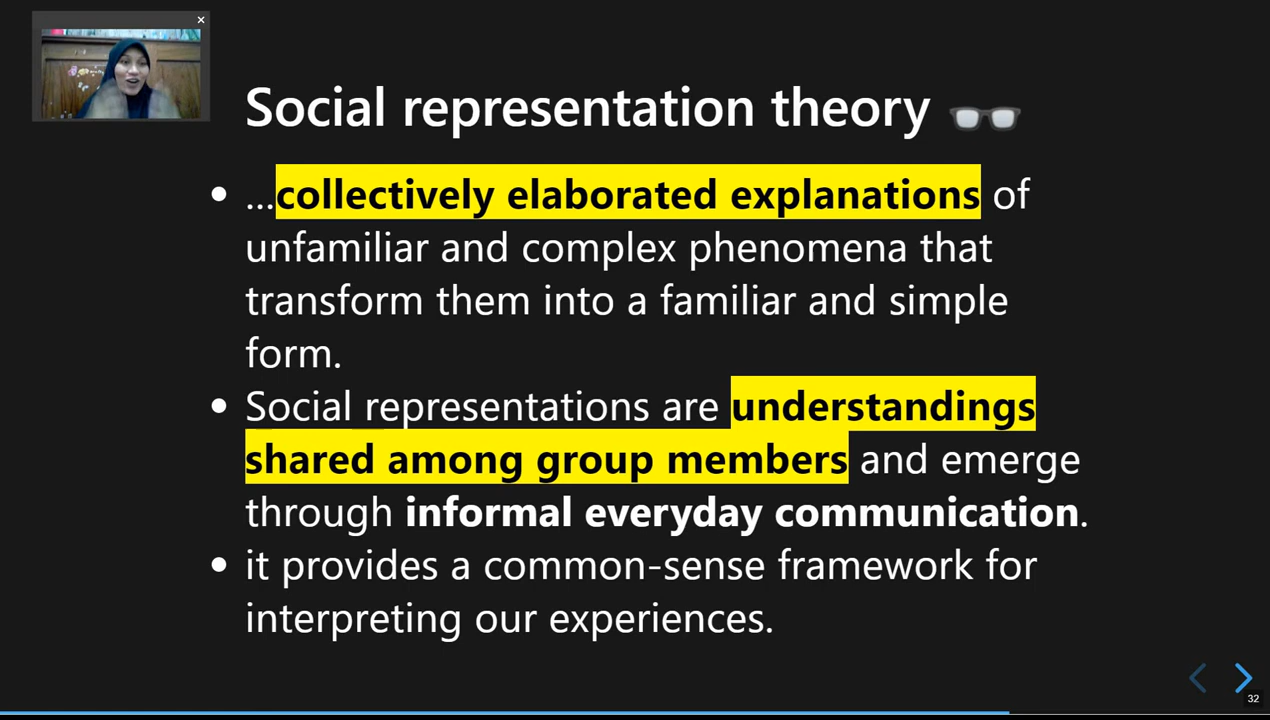 Social representation theory
...collectively elaborated explanations of
unfamiliar and complex phenomena that
transform them into a familiar and simple
form.
Social representations are understandings
shared among group members and emerge
through informal everyday communication.
it provides a common-sense framework for
interpreting our experiences.
32